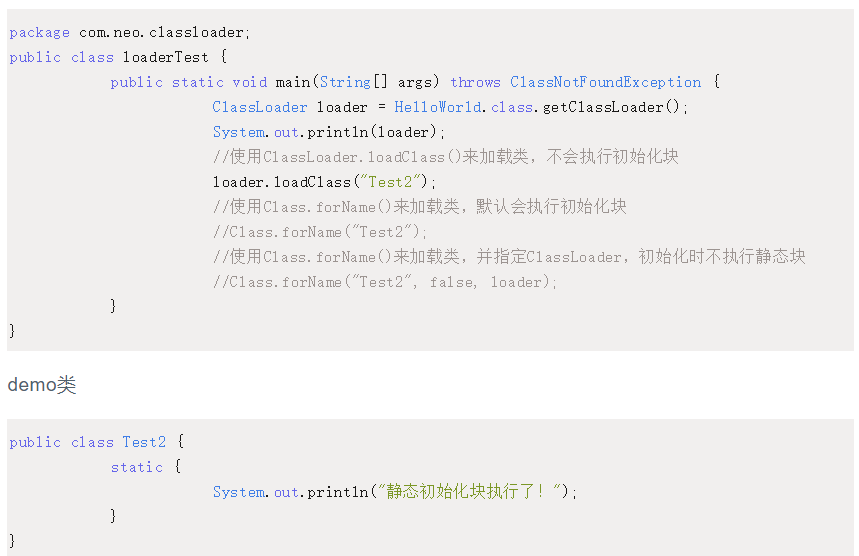 package com.neo.classloader;
public class loaderTest {
public static void main(String[] args) throws ClassNotFoundException {
ClassLoader loader = HelloWorld.class.getClassLoader();
System.out.println(loader);
//使用ClassLoader.loadClass()来加载类，不会执行初始化块
loader.loadClass("Test2");
//使用Class.forName()来加载类，默认会执行初始化块
//Class.forName("Test2");
//使用Class.forName()来加载类，并指定ClassLoader，初始化时不执行静态块
//Class.forName("Test2", false, loader);
}
}
demo类
public class Test2 {
static {
System.out.println("静态初始化块执行了！");
}
}